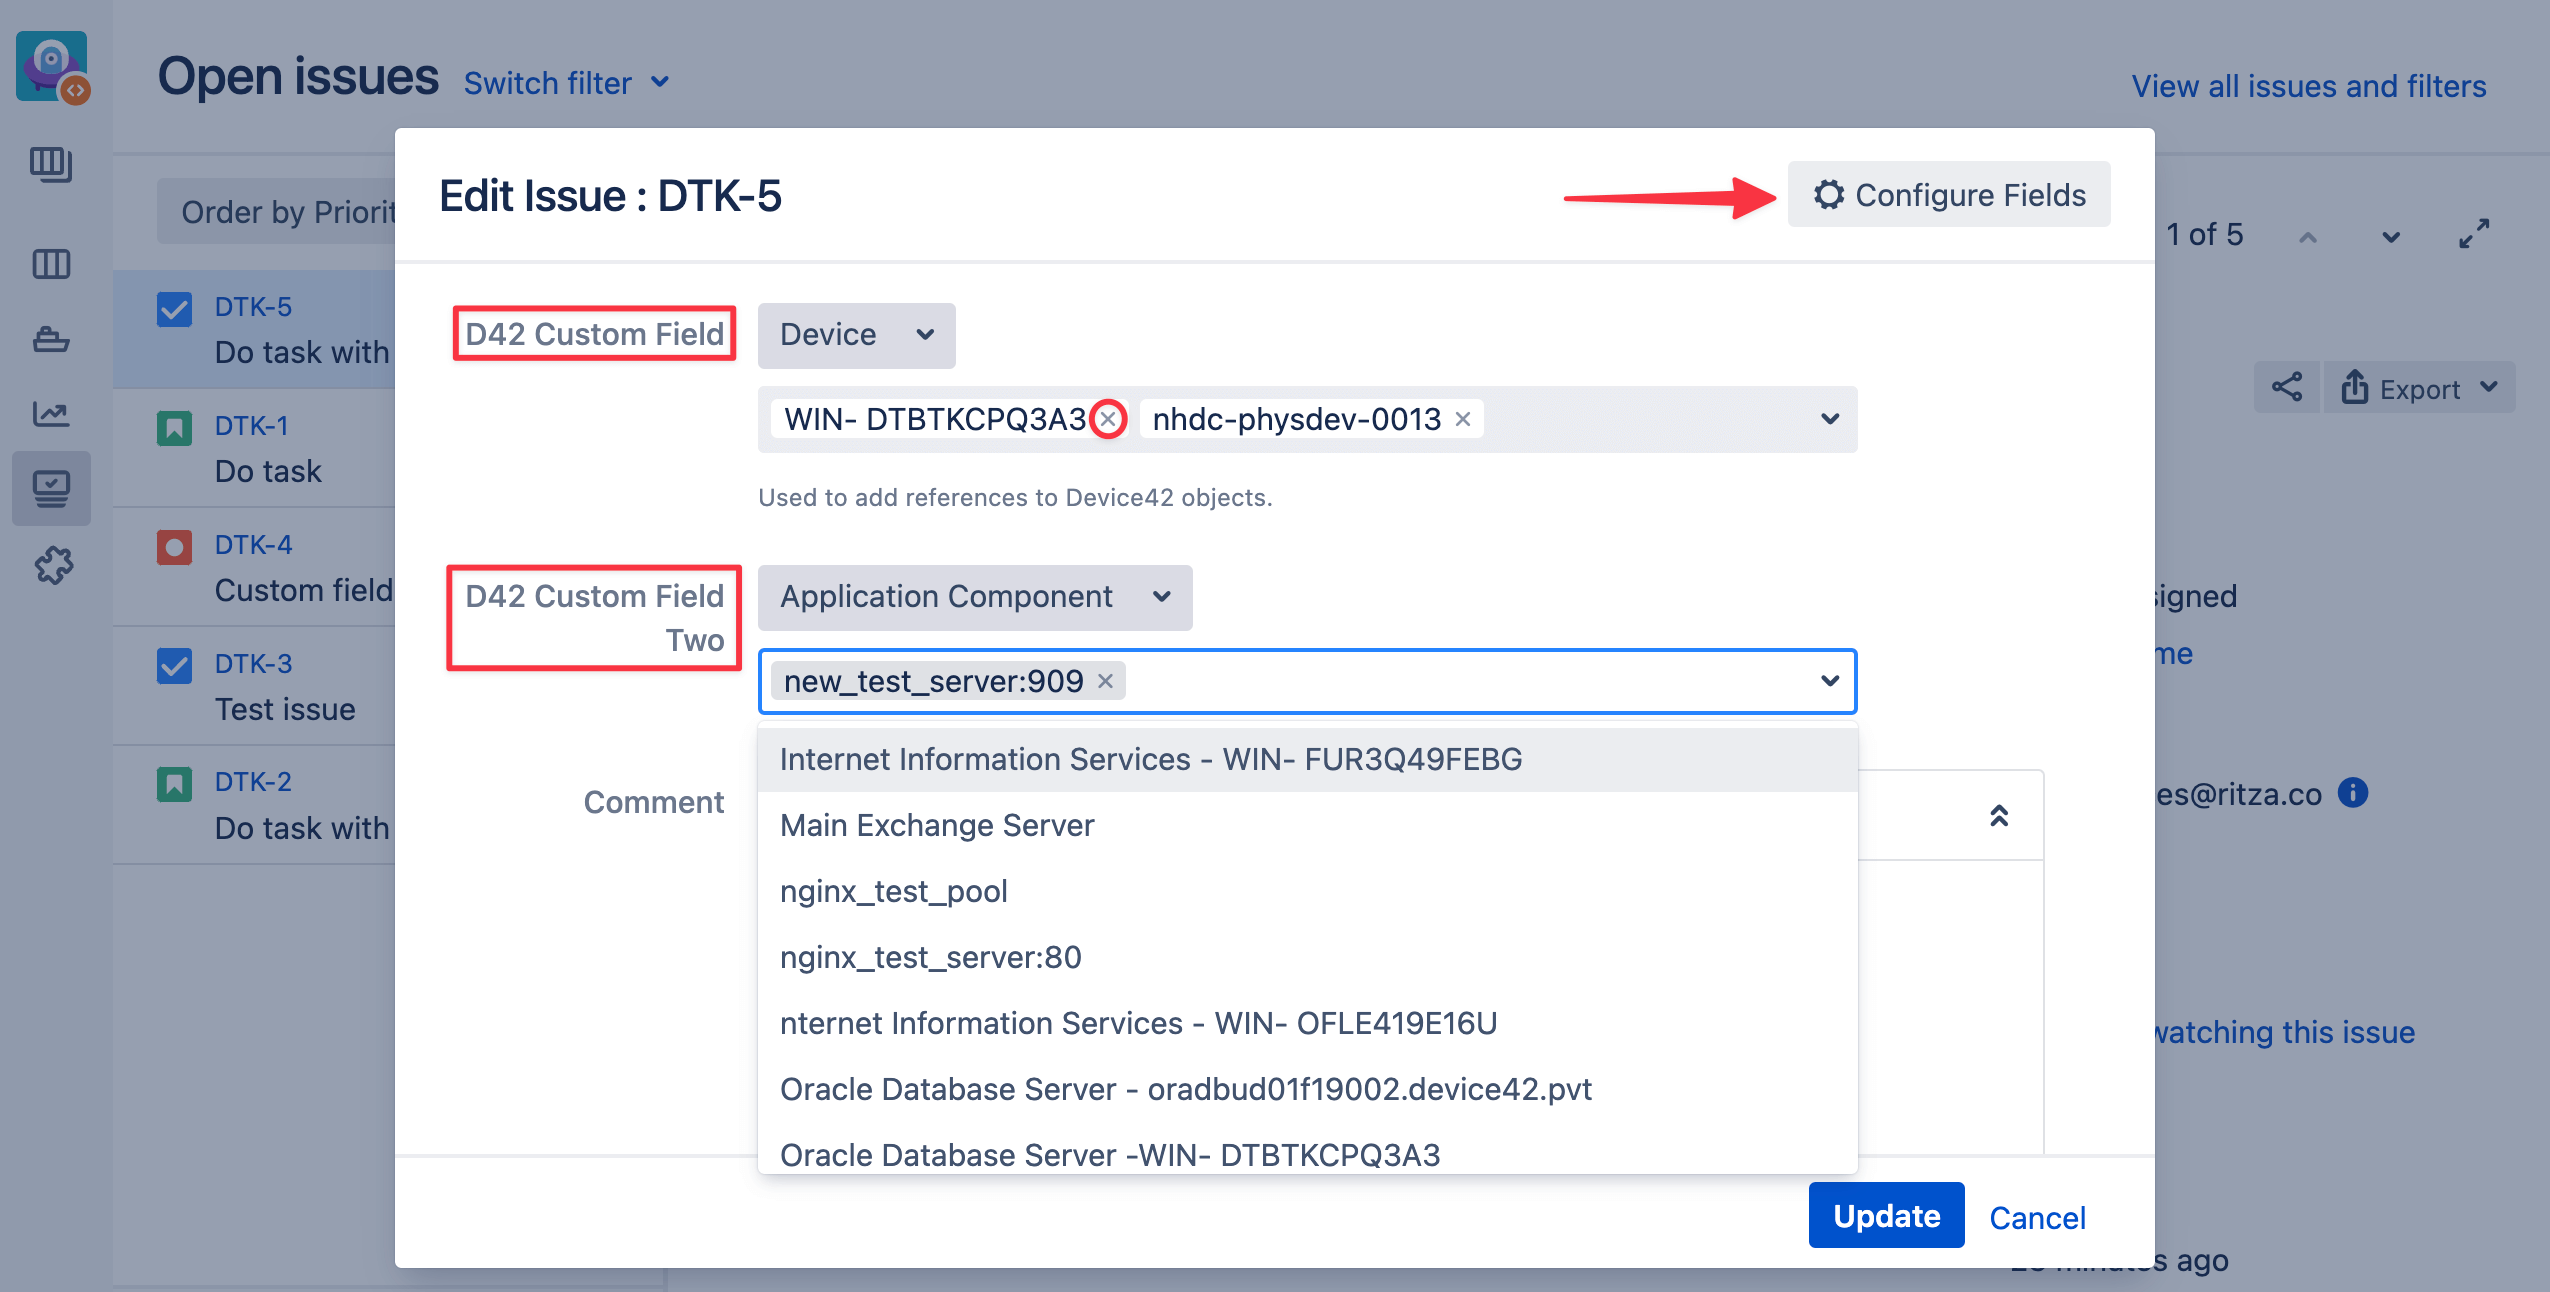 Open issues
Switch filter
View all issues and filters
Edit Issue : DTK-5
Configure Fields
Order by Priorit
1 of 5
DTK-5
Do task with
D42 Custom Field
Device
WIN- DTBTKCPQ3A3
nhdc-physdev-0013
Used to add references to Device42 objects.
Export
DTK-1
Do task
DTK-4
Custom field
D42 Custom Field
Two
Application Component
signed
me
DTK-3
Test issue
new_test_server:909
Internet Information Services - WIN- FUR3Q49FEBG
Main Exchange Server
nginx_test_pool
nginx_test_server:80
nternet Information Services - WIN- OFLE419E16U
Oracle Database Server - oradbud01f19002.device42.pvt
Oracle Database Server -WIN- DTBTKCPQ3A3
DTK-2
Do task with
Comment
es@ritza.co
watching this issue
Update
Cancel
ago